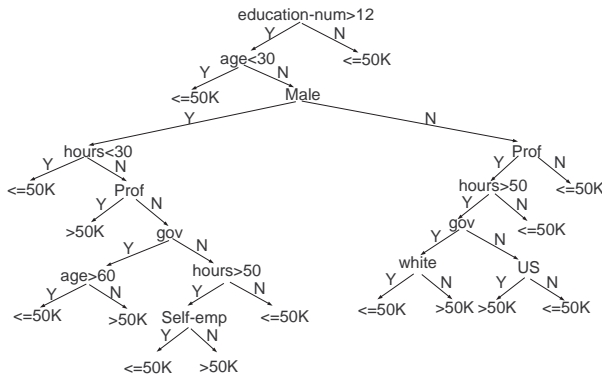 education-num>12
Y N
age<30 <=50K
Y N
<=50K Male
Y N
hours<30 Prof
Y N Y N
<=50K Prof hours>50 <=50K
Y N Y N
>50K gov gov <=50K
Y N Y N
age>60 hours>50 white US
Y N Y N Y N Y N
<=50K >50K Self-emp <=50K <=50K >50K >50K <=50K
Y N
<=50K >50K